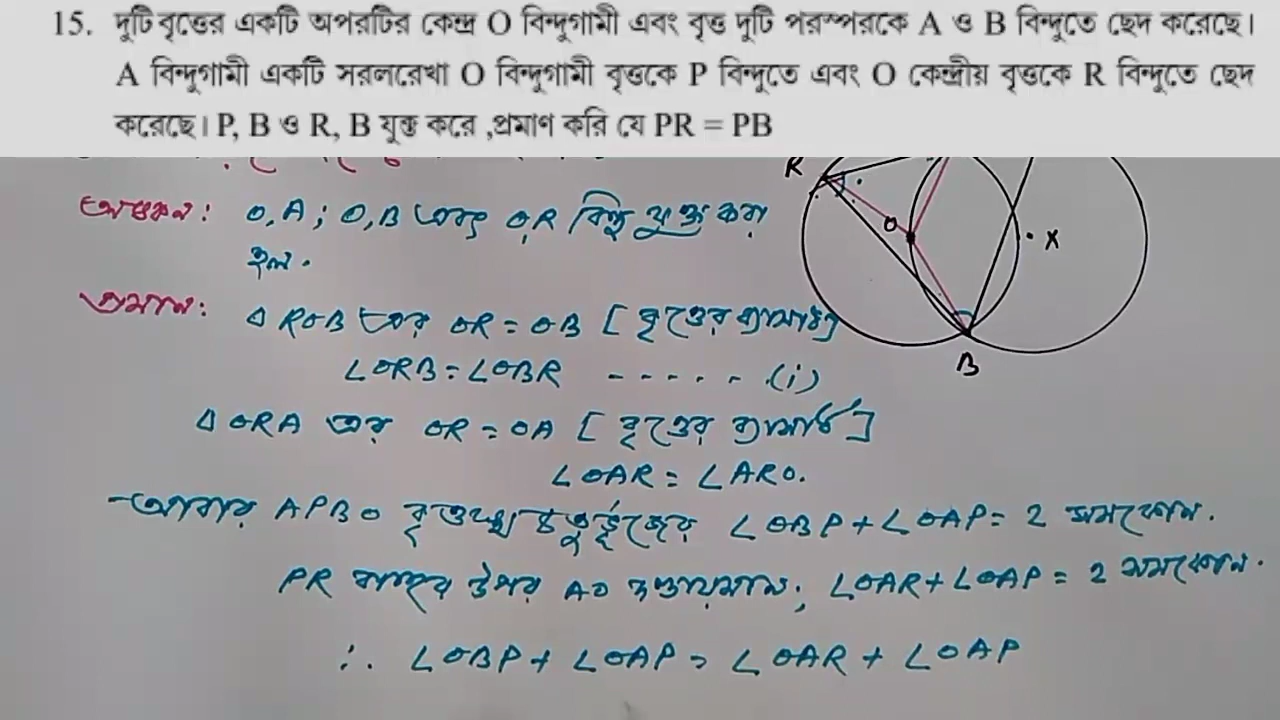 15. দুটি বৃত্তের একটি অপরটির কেন্দ্র O বিন্দুগামী এবং বৃত্ত দুটি পরস্পরকে A ও B বিন্দুতে ছেদ করেছে।
A বিন্দুগামী একটি সরলরেখা O বিন্দুগামী বৃত্তকে P বিন্দুতে এবং O কেন্দ্রীয় বৃত্তকে R বিন্দুতে ছেদ
করেছে। P, B ও R, B যুক্ত করে ,প্রমাণ করি যে PR = PB
R
O
X
B
অঙ্কন: O, A ; O, B এবং O, R বিন্দু যুক্ত করা
হল.
প্রমাণ: Δ ROB এর OR = OB [ বৃত্তের ব্যাসার্ধ ]
∠ORB = ∠OBR ------ (i)
Δ ORA এর OR = OA [ বৃত্তের ব্যাসার্ধ ]
∠OAR = ∠ARO.
আবার APBO বৃত্তস্থ চতুর্ভুজের ∠OBP + ∠OAP = 2 সমকোণ.
PR বাহুর উপর AO দণ্ডায়মান; ∠OAR + ∠OAP = 2 সমকোণ.
∴ ∠OBP + ∠OAP = ∠OAR + ∠OAP